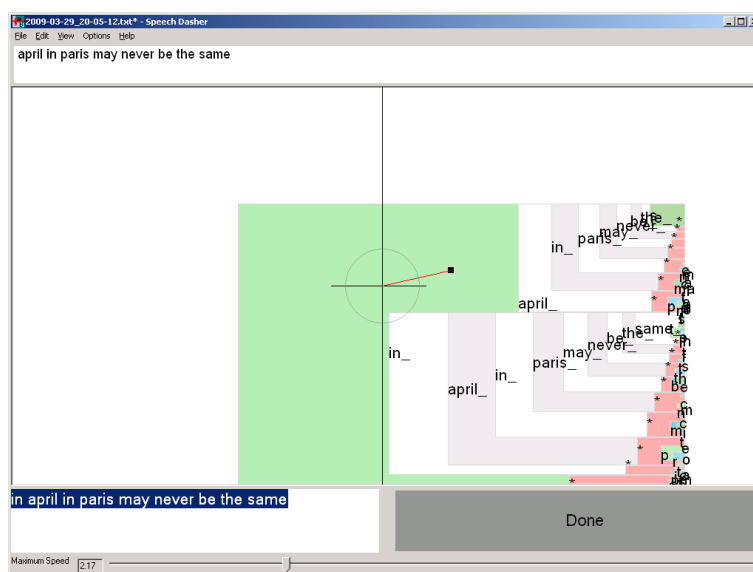 2009-03-29_20-05-12.txt* - Speech Dasher
File Edit View Options Help
april in paris may never be the same
the_
be_
never_
may_
paris_
in_
april_
same_
the_
be_
never_
may_
paris_
in_
april_
in_
in april in paris may never be the same
Done
Maximum Speed 2.17